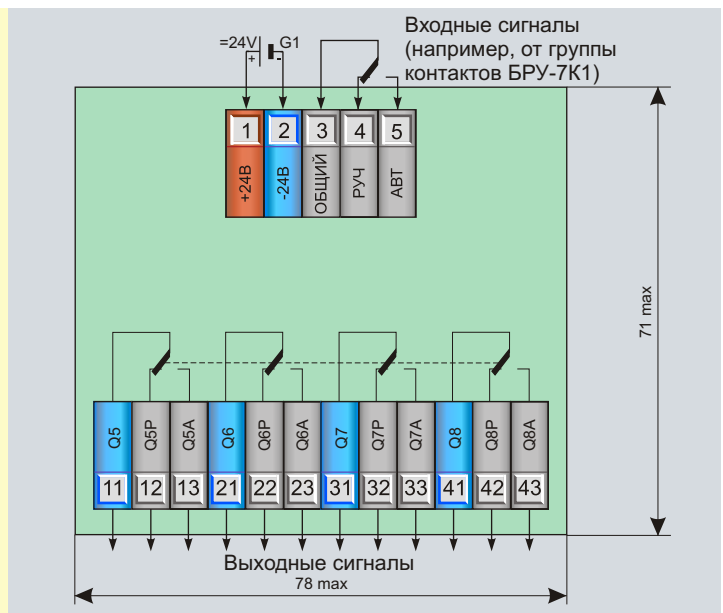 =24V
+
-
G1
Входные сигналы
(например, от группы
контактов БРУ-7К1)
1 2 3 4 5
+24В -24В ОБЩИЙ РУЧ АВТ
71 max
Q5 Q5P Q5A Q6 Q6P Q6A Q7 Q7P Q7A Q8 Q8P Q8A
11 12 13 21 22 23 31 32 33 41 42 43
Выходные сигналы
78 max